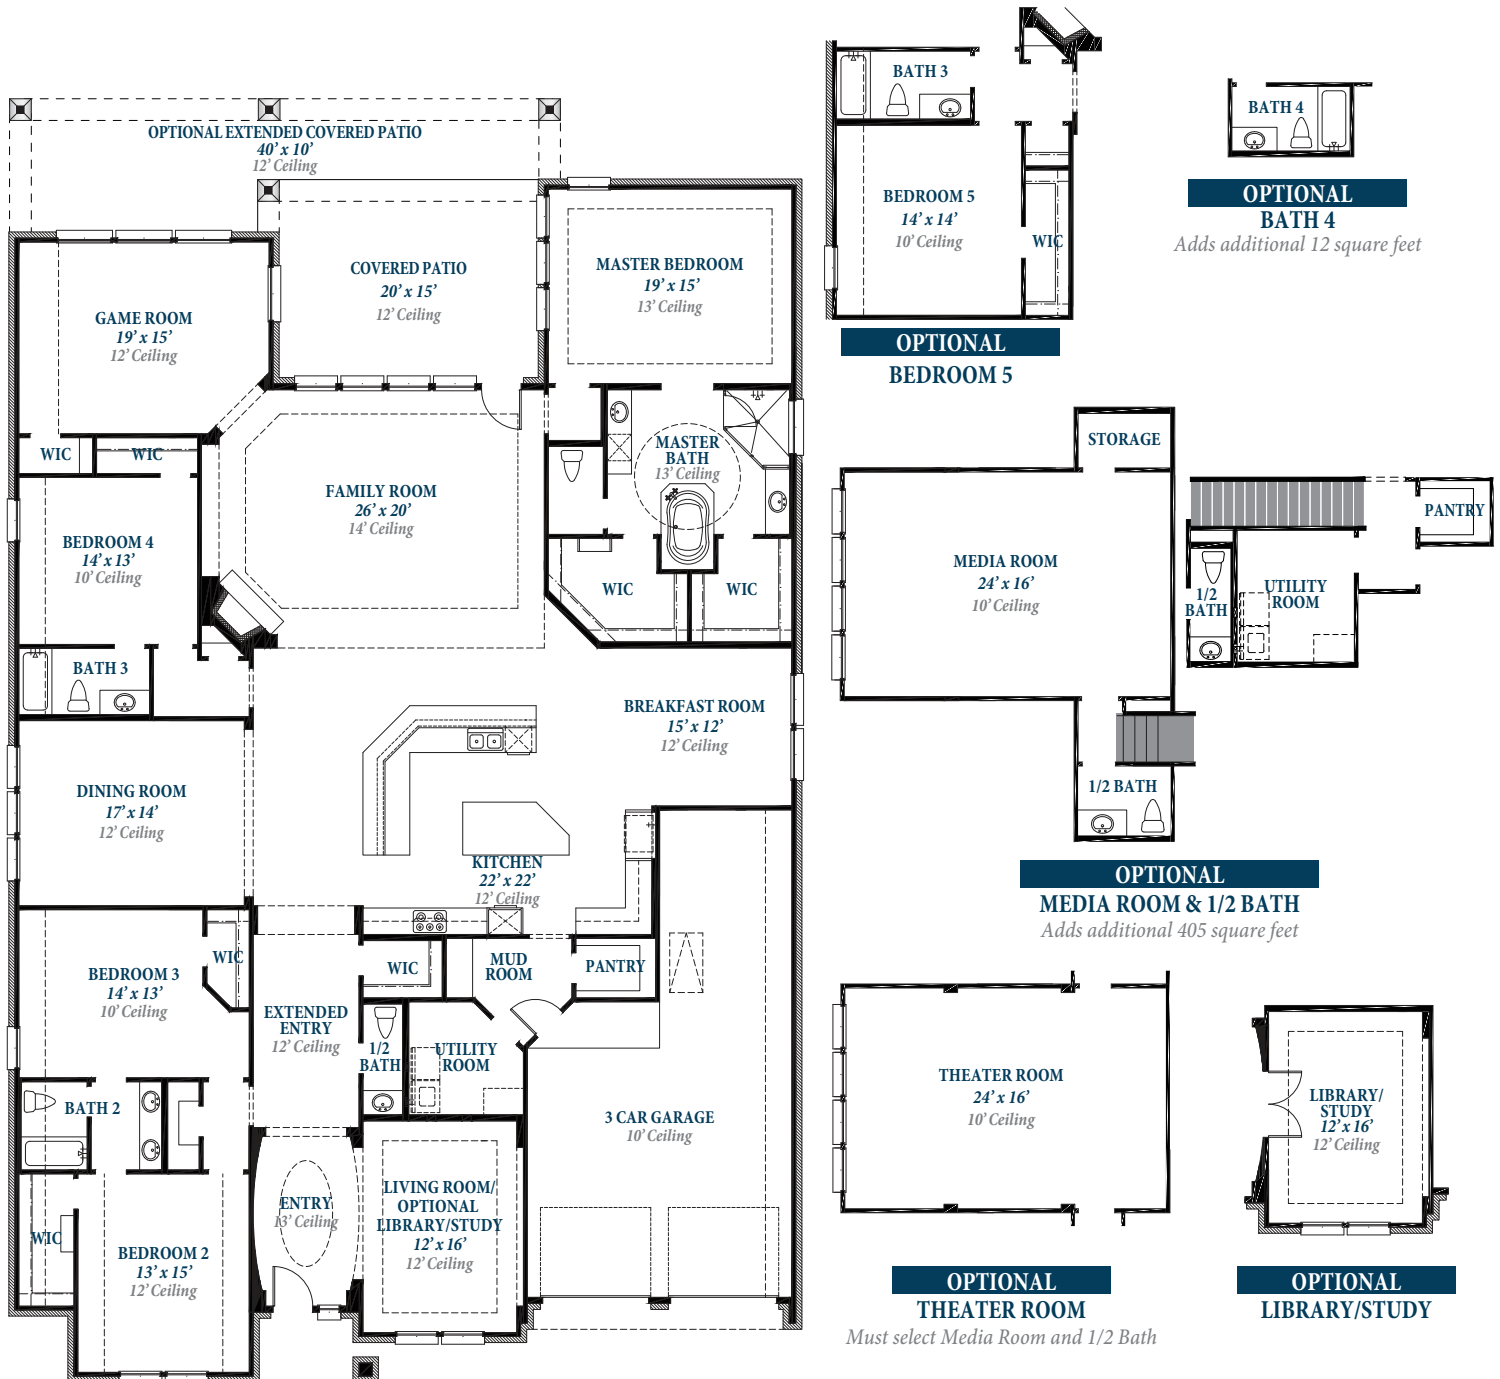 OPTIONAL EXTENDED COVERED PATIO
40' x 10'
12' Ceiling
COVERED PATIO
20' x 15'
12' Ceiling
MASTER BEDROOM
19' x 15'
13' Ceiling
GAME ROOM
19' x 15'
12' Ceiling
WIC
WIC
FAMILY ROOM
26' x 20'
14' Ceiling
MASTER
BATH
13' Ceiling
WIC
WIC
BEDROOM 4
14' x 13'
10' Ceiling
BATH 3
BREAKFAST ROOM
15' x 12'
12' Ceiling
DINING ROOM
17' x 14'
12' Ceiling
KITCHEN
22' x 22'
12' Ceiling
BEDROOM 3
14' x 13'
10' Ceiling
WIC
WIC
MUD
ROOM
PANTRY
EXTENDED
ENTRY
12' Ceiling
1/2
BATH
UTILITY
ROOM
BATH 2
3 CAR GARAGE
10' Ceiling
WIC
BEDROOM 2
13' x 15'
12' Ceiling
ENTRY
13' Ceiling
LIVING ROOM/
OPTIONAL
LIBRARY/STUDY
12' x 16'
12' Ceiling
BATH 3
BEDROOM 5
14' x 14'
10' Ceiling
WIC
OPTIONAL
BEDROOM 5
BATH 4
OPTIONAL
BATH 4
Adds additional 12 square feet
STORAGE
MEDIA ROOM
24' x 16'
10' Ceiling
1/2 BATH
PANTRY
1/2
BATH
UTILITY
ROOM
OPTIONAL
MEDIA ROOM & 1/2 BATH
Adds additional 405 square feet
THEATER ROOM
24' x 16'
10' Ceiling
OPTIONAL
THEATER ROOM
Must select Media Room and 1/2 Bath
LIBRARY/
STUDY
12' x 16'
12' Ceiling
OPTIONAL
LIBRARY/STUDY